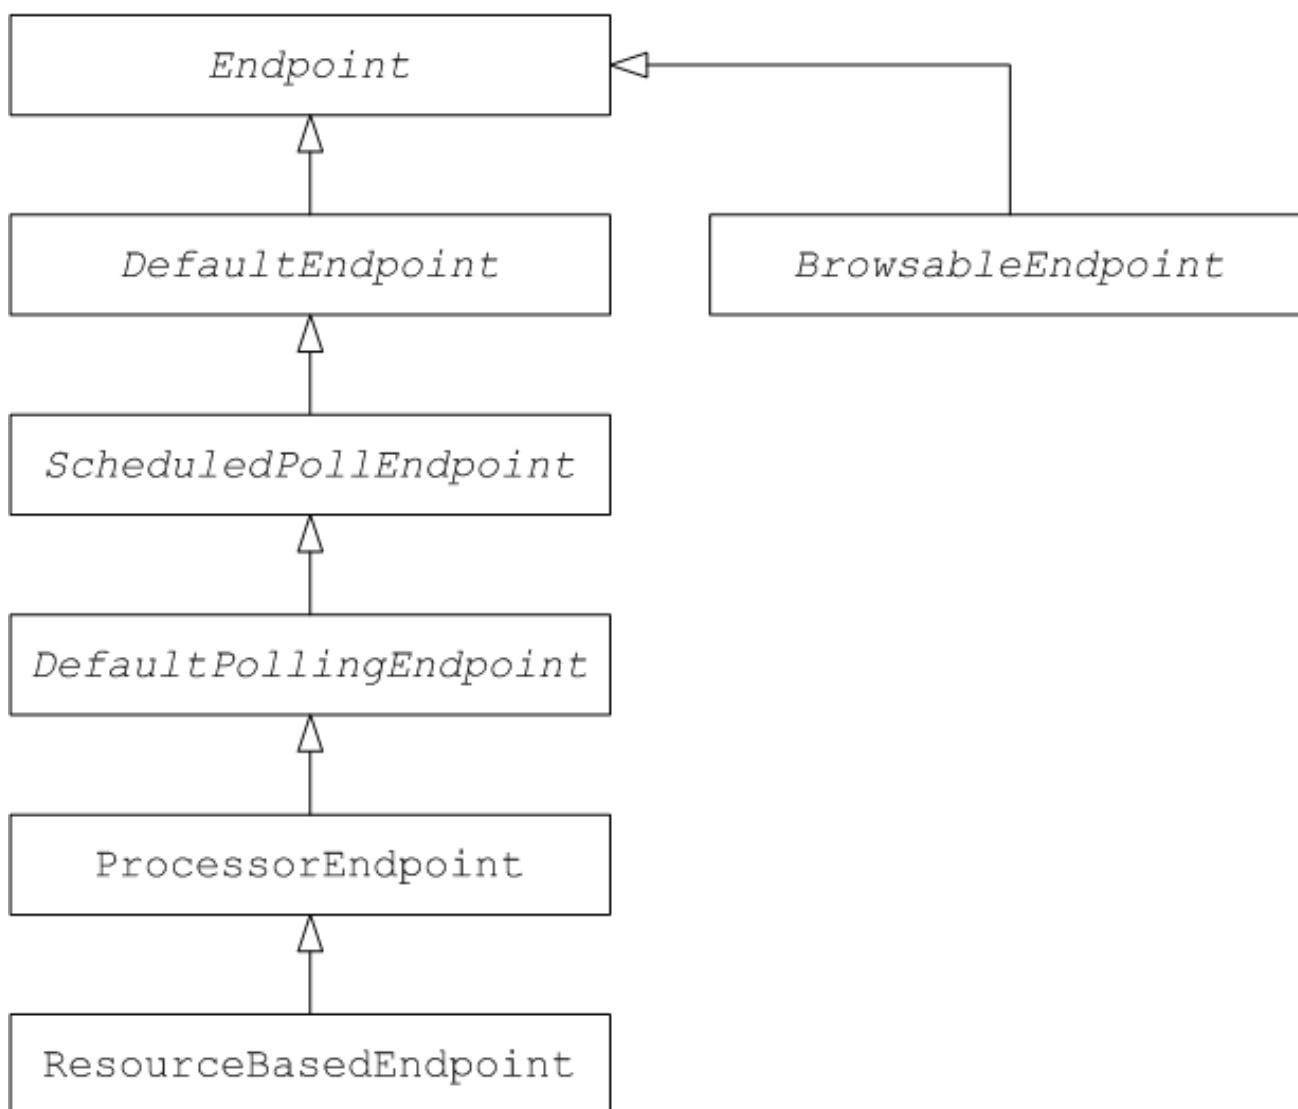 Endpoint
DefaultEndpoint
BrowsableEndpoint
ScheduledPollEndpoint
DefaultPollingEndpoint
ProcessorEndpoint
ResourceBasedEndpoint